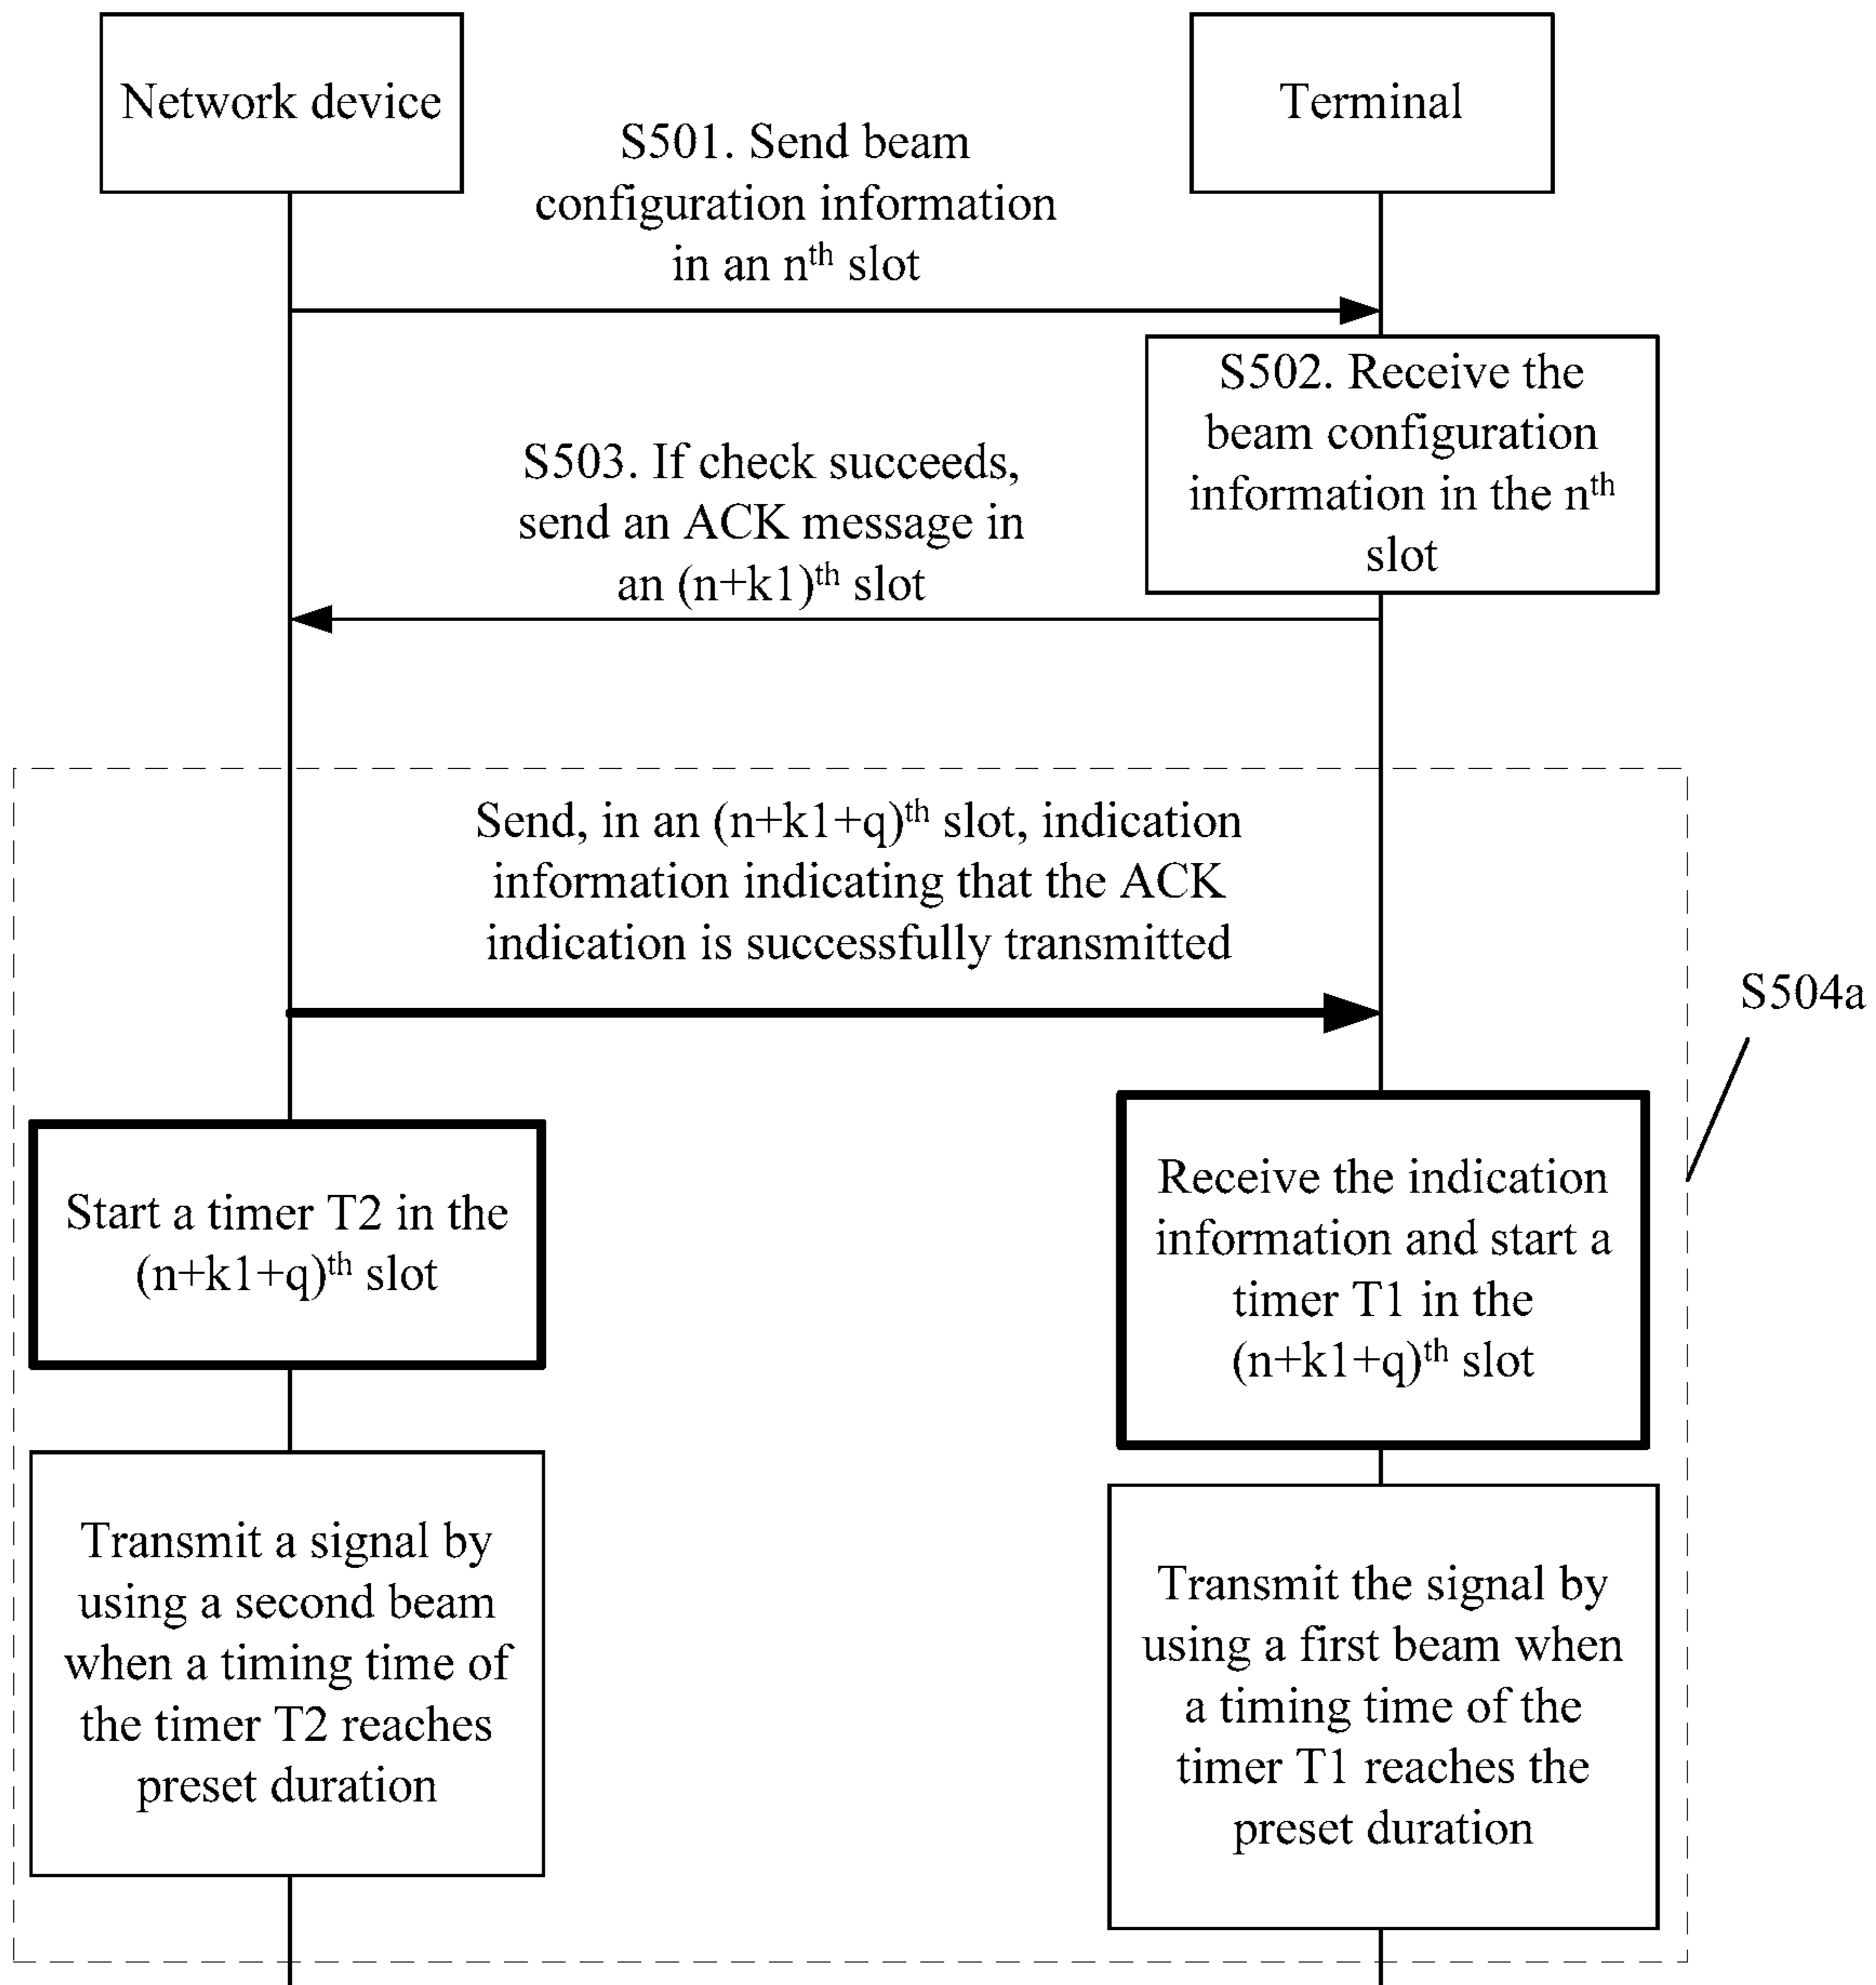 Network device
Terminal
S501. Send beam
configuration information
in an nth slot
S502. Receive the
beam configuration
information in the nth
slot
S503. If check succeeds,
send an ACK message in
an (n+k1)th slot
Send, in an (n+k1+q)th slot, indication
information indicating that the ACK
indication is successfully transmitted
S504a
Start a timer T2 in the
(n+k1+q)th slot
Receive the indication
information and start a
timer T1 in the
(n+k1+q)th slot
Transmit a signal by
using a second beam
when a timing time of
the timer T2 reaches
preset duration
Transmit the signal by
using a first beam when
a timing time of the
timer T1 reaches the
preset duration